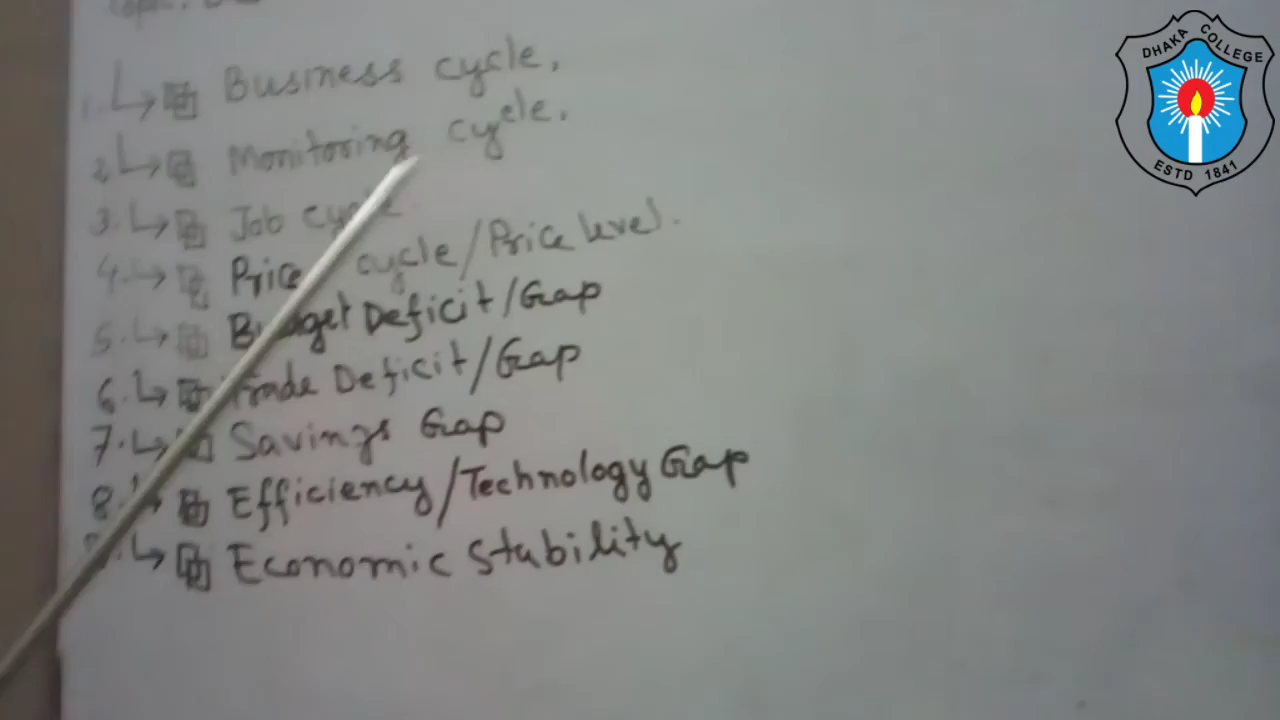 1. Business cycle.
2 Monitoring cycle.
3. Job cycle
4. Price cycle/Price level.
5. Budget Deficit/Gap
6. Trade Deficit/Gap
7. Savings Gap
8. Efficiency/Technology Gap
9. Economic Stability
DHAKA COLLEGE
ESTD 1841